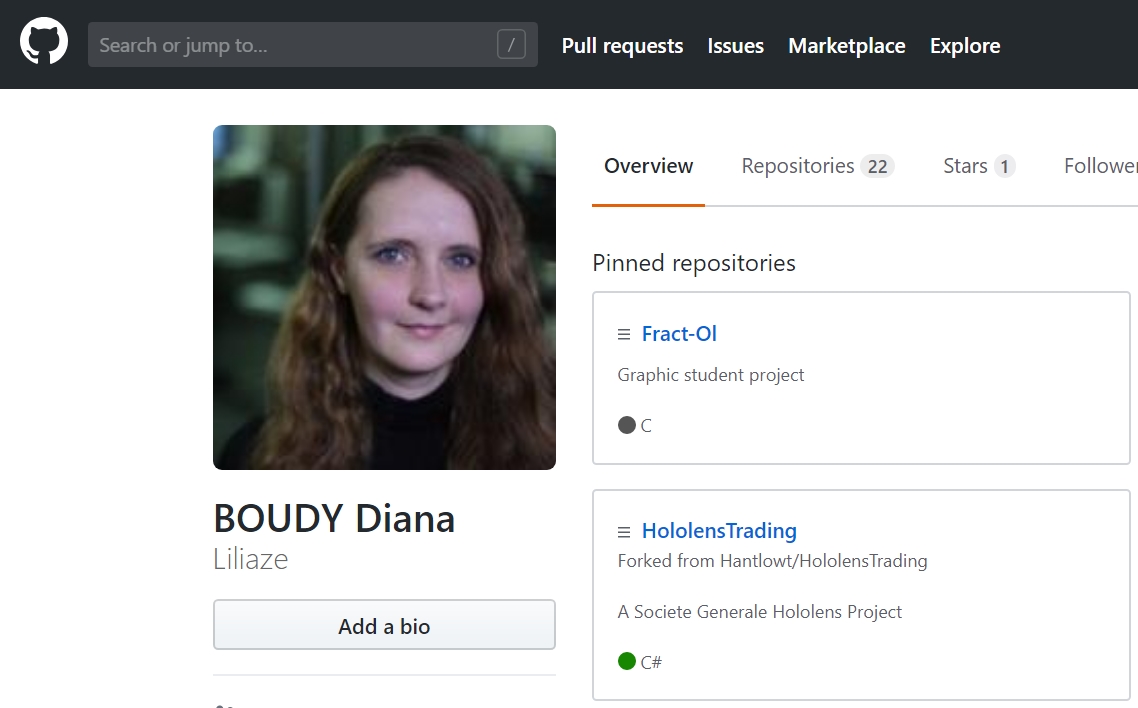 Search or jump to...
/
Pull requests
Issues
Marketplace
Explore
Overview
Repositories 22
Stars 1
Follower
Pinned repositories
Fract-Ol
Graphic student project
C
HololensTrading
Forked from Hantlowt/HololensTrading
A Societe Generale Hololens Project
C#
BOUDY Diana
Liliaze
Add a bio